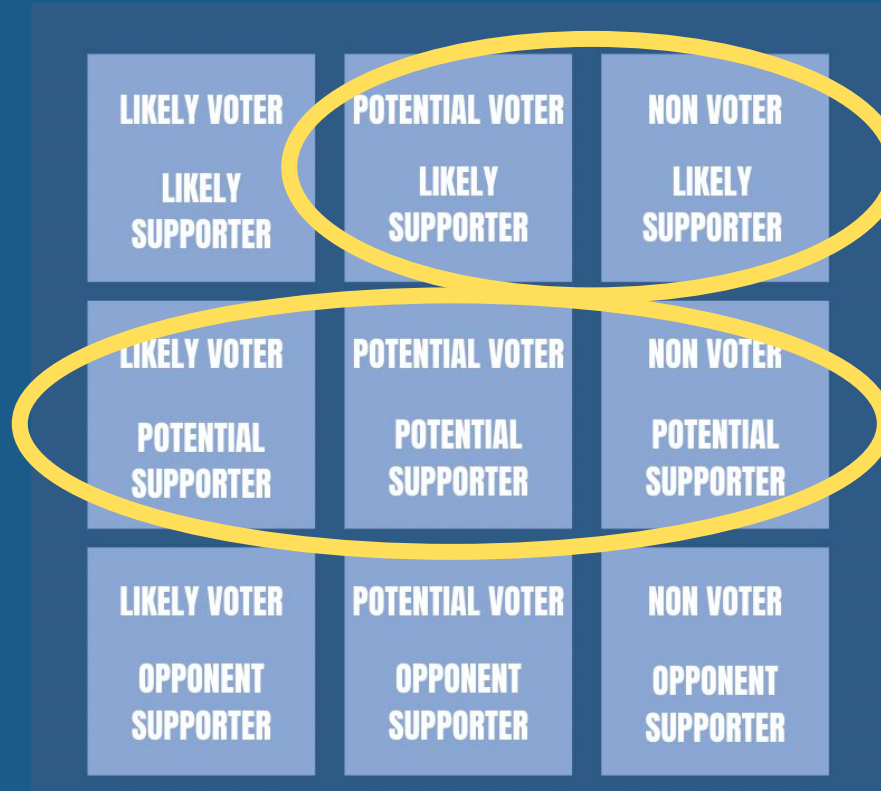 LIKELY VOTER
LIKELY
SUPPORTER
POTENTIAL VOTER
LIKELY
SUPPORTER
NON VOTER
LIKELY
SUPPORTER
LIKELY VOTER
POTENTIAL
SUPPORTER
POTENTIAL VOTER
POTENTIAL
SUPPORTER
NON VOTER
POTENTIAL
SUPPORTER
LIKELY VOTER
OPPONENT
SUPPORTER
POTENTIAL VOTER
OPPONENT
SUPPORTER
NON VOTER
OPPONENT
SUPPORTER